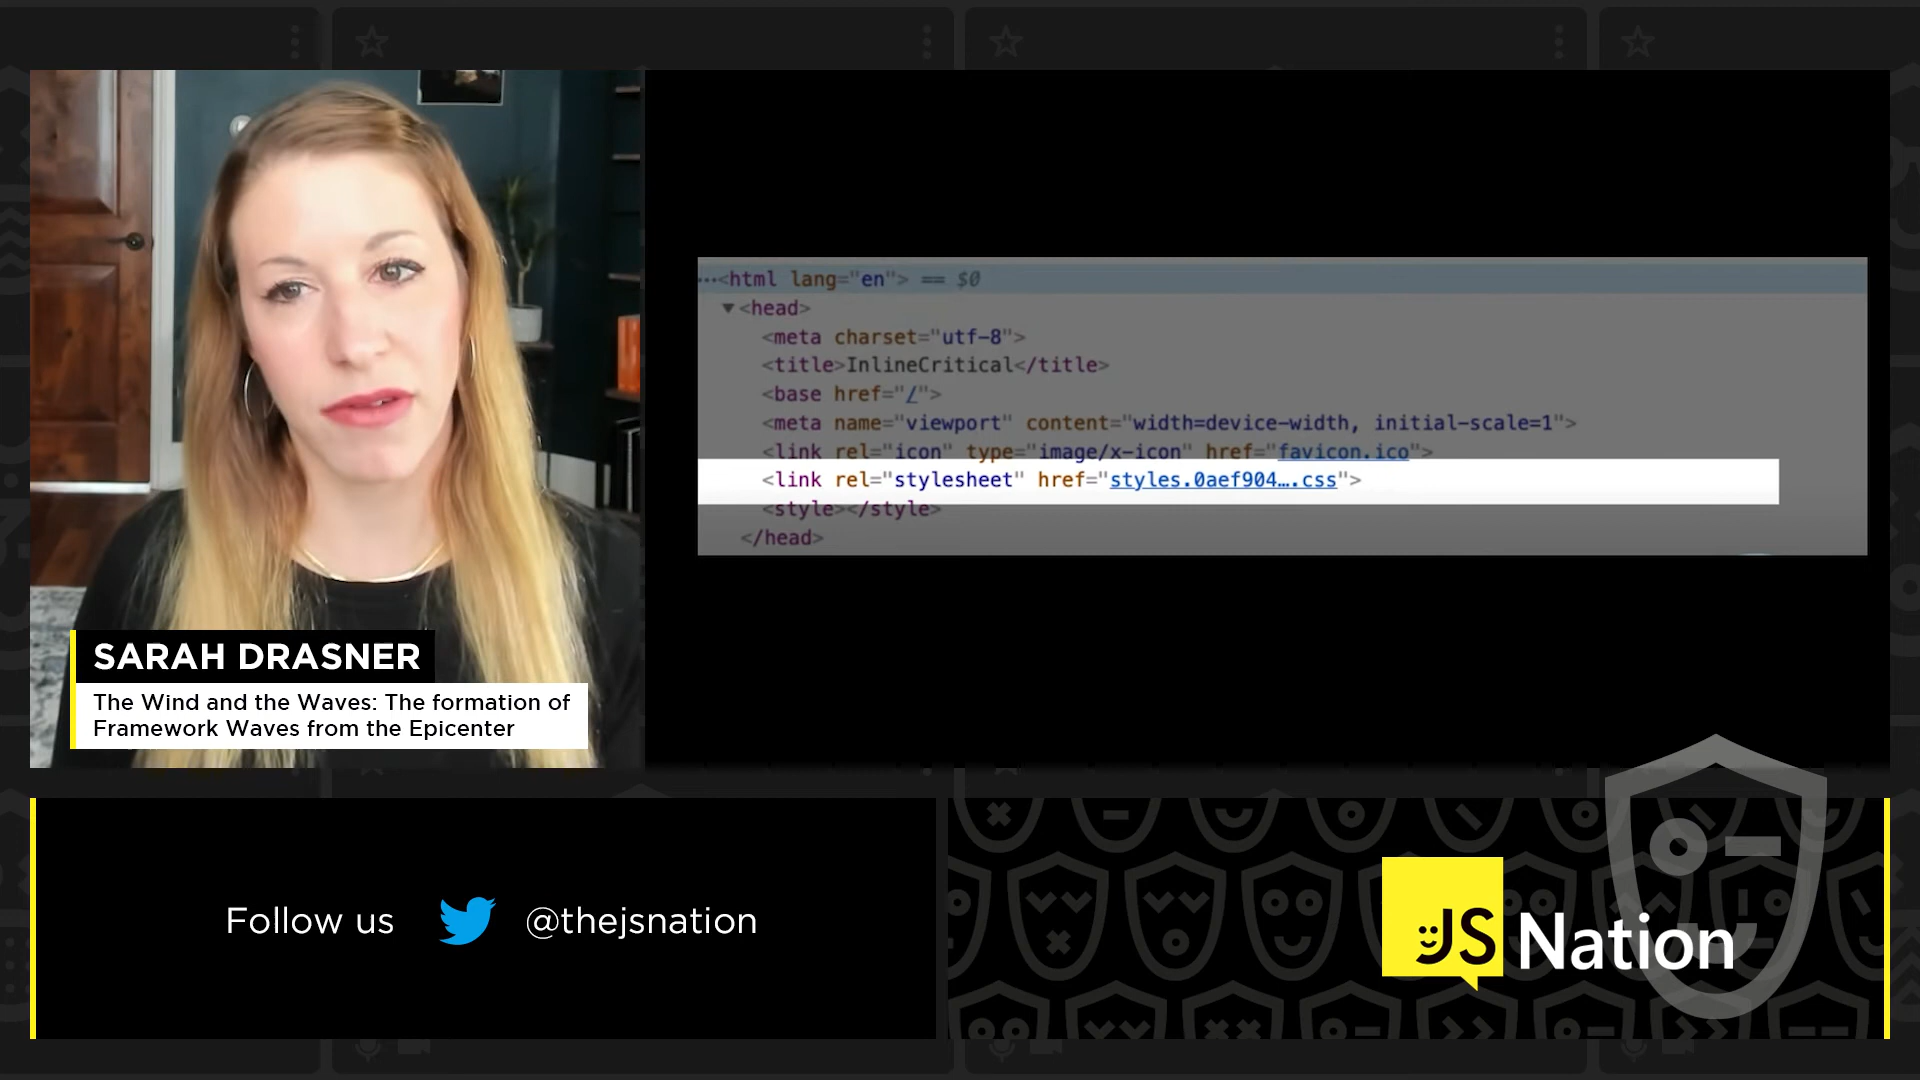 …<html lang="en"> == $0
▼<head>
<meta charset="utf-8">
<title>InlineCritical</title>
<base href="/">
<meta name="viewport" content="width=device-width, initial-scale=1">
<link rel="icon" type="image/x-icon" href="favicon.ico">
<link rel="stylesheet" href="styles.0aef904….css">
<style></style>
</head>
SARAH DRASNER
The Wind and the Waves: The formation of
Framework Waves from the Epicenter
Follow us @thejsnation
JS Nation